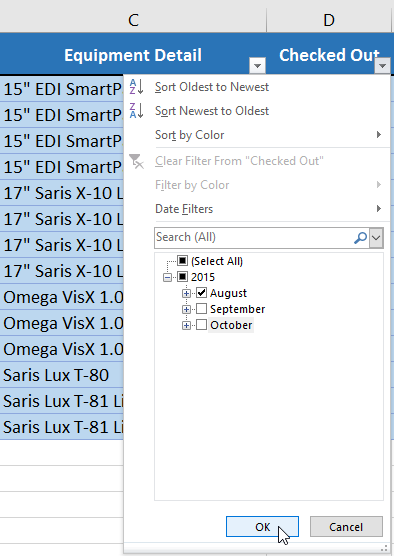 C D
Equipment Detail Checked Out
15" EDI SmartP
15" EDI SmartP
15" EDI SmartP
15" EDI SmartP
17" Saris X-10 L
17" Saris X-10 L
17" Saris X-10 L
17" Saris X-10 L
Omega VisX 1.0
Omega VisX 1.0
Omega VisX 1.0
Saris Lux T-80
Saris Lux T-81 Li
Saris Lux T-81 Li
A Z Sort Oldest to Newest
Z A Sort Newest to Oldest
Sort by Color
Clear Filter From "Checked Out"
Filter by Color
Date Filters
Search (All)
(Select All)
2015
August
September
October
OK Cancel